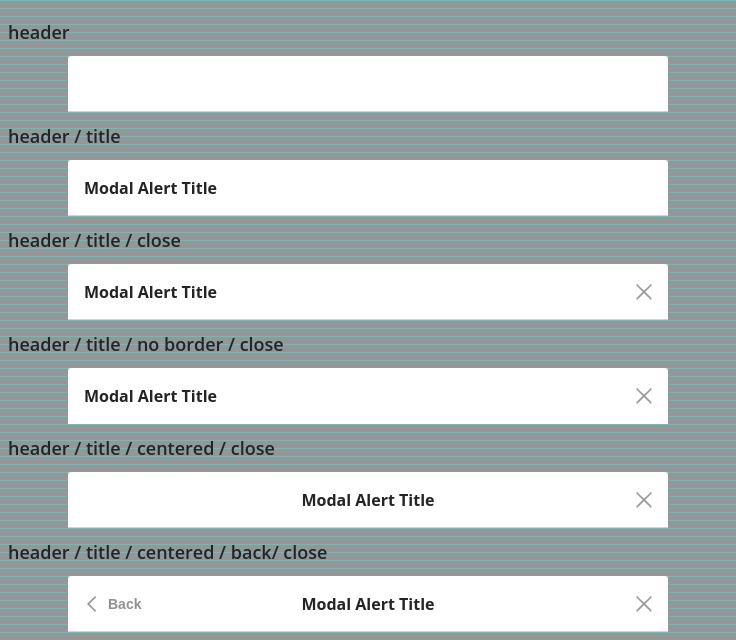 header
header / title
Modal Alert Title
header / title / close
Modal Alert Title
header / title / no border / close
Modal Alert Title
header / title / centered / close
Modal Alert Title
header / title / centered / back/ close
Back Modal Alert Title